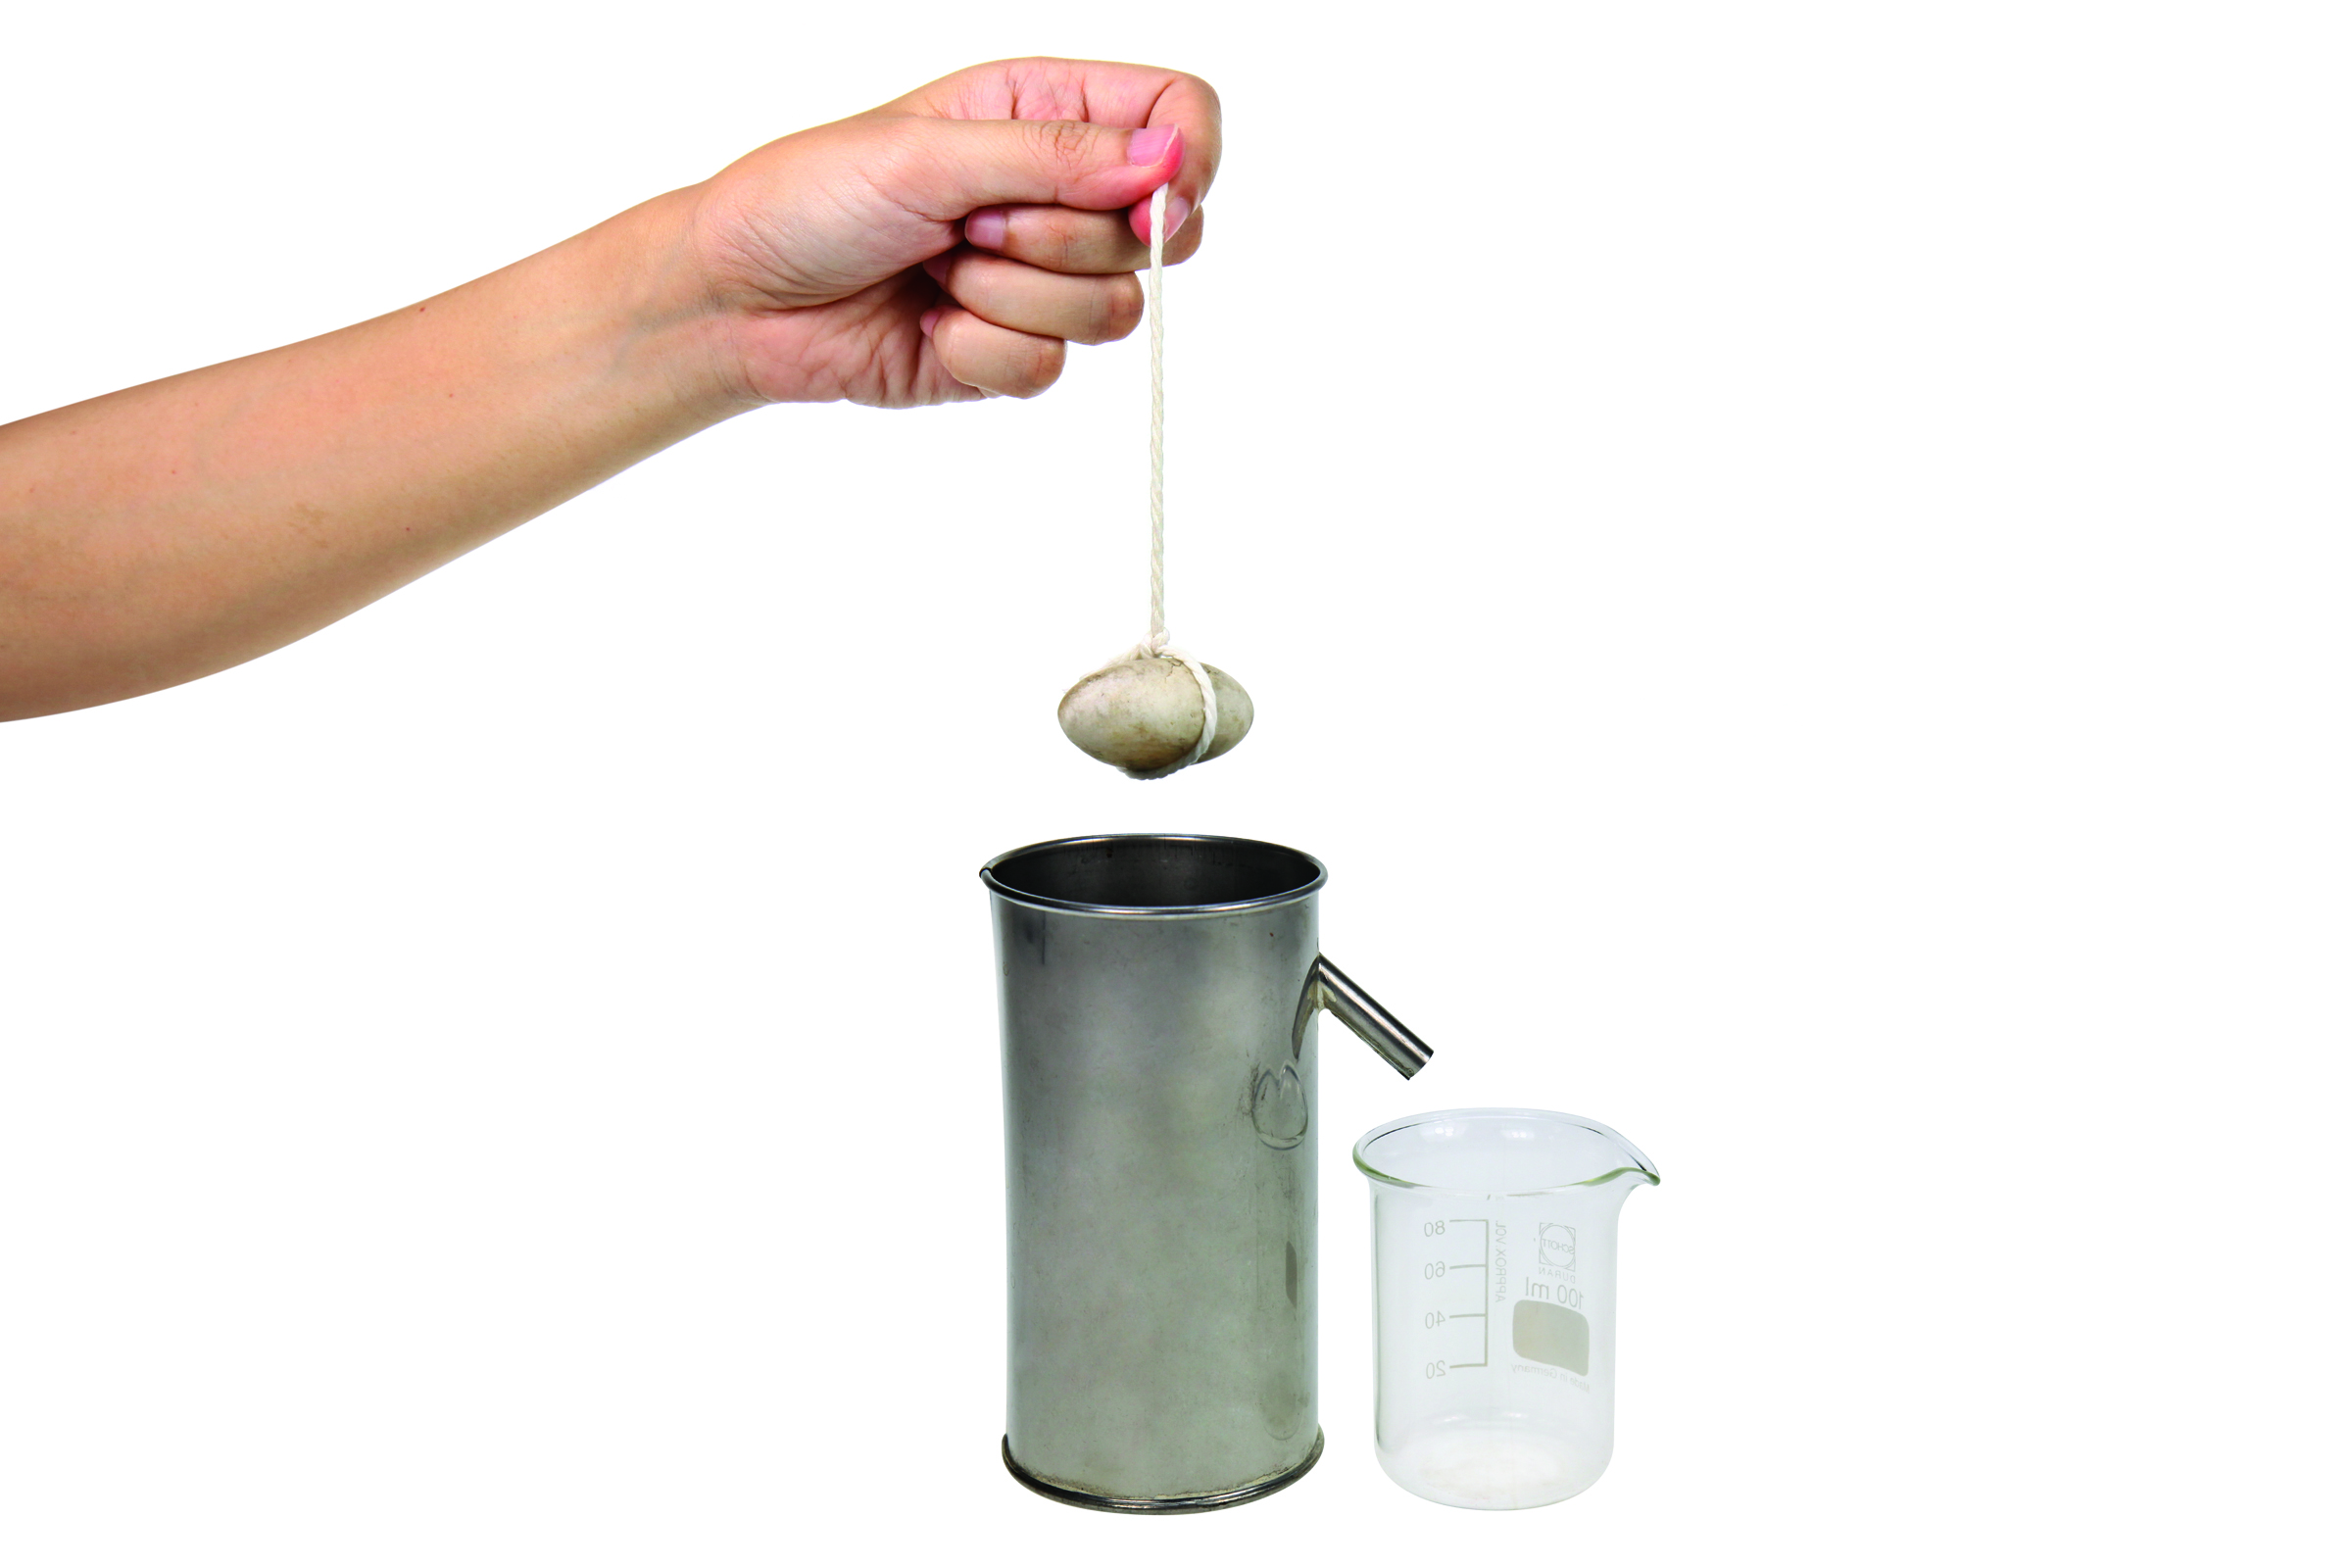 80
60
40
20
APPROX VOL
SCHOTT
DURAN
100 ml
Made in Germany